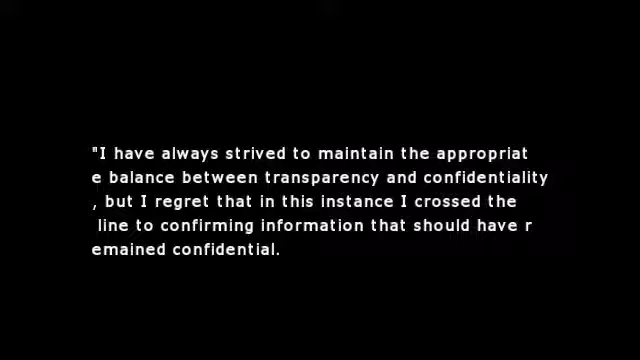 "I have always strived to maintain the appropriat
e balance between transparency and confidentiality
, but I regret that in this instance I crossed the
line to confirming information that should have r
emained confidential.